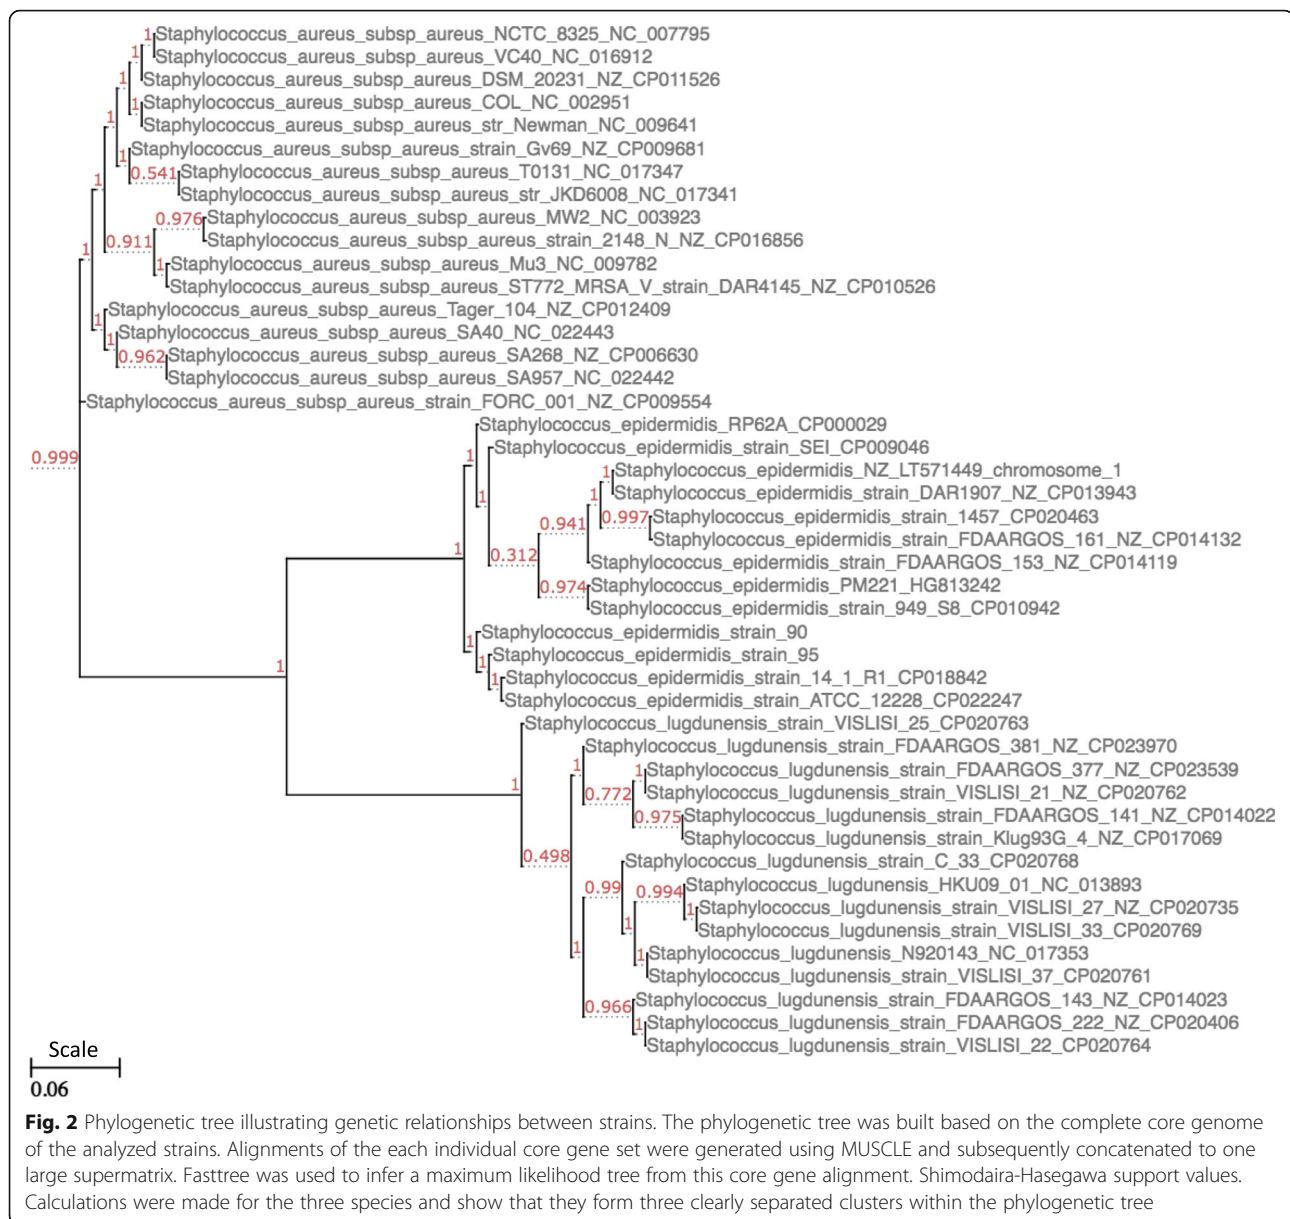 1 Staphylococcus_aureus_subsp_aureus_NCTC_8325_NC_007795
1 Staphylococcus_aureus_subsp_aureus_VC40_NC_016912
1 Staphylococcus_aureus_subsp_aureus_DSM_20231_NZ_CP011526
1 1 Staphylococcus_aureus_subsp_aureus_COL_NC_002951
Staphylococcus_aureus_subsp_aureus_str_Newman_NC_009641
1 Staphylococcus_aureus_subsp_aureus_strain_Gv69_NZ_CP009681
0.541 Staphylococcus_aureus_subsp_aureus_T0131_NC_017347
1 Staphylococcus_aureus_subsp_aureus_str_JKD6008_NC_017341
0.976 Staphylococcus_aureus_subsp_aureus_MW2_NC_003923
1 0.911 Staphylococcus_aureus_subsp_aureus_strain_2148_N_NZ_CP016856
1 Staphylococcus_aureus_subsp_aureus_Mu3_NC_009782
Staphylococcus_aureus_subsp_aureus_ST772_MRSA_V_strain_DAR4145_NZ_CP010526
1 Staphylococcus_aureus_subsp_aureus_Tager_104_NZ_CP012409
1 Staphylococcus_aureus_subsp_aureus_SA40_NC_022443
0.962 Staphylococcus_aureus_subsp_aureus_SA268_NZ_CP006630
Staphylococcus_aureus_subsp_aureus_SA957_NC_022442
Staphylococcus_aureus_subsp_aureus_strain_FORC_001_NZ_CP009554
Staphylococcus_epidermidis_RP62A_CP000029
0.999 1 Staphylococcus_epidermidis_strain_SEI_CP009046
1 Staphylococcus_epidermidis_NZ_LT571449_chromosome_1
1 1 Staphylococcus_epidermidis_strain_DAR1907_NZ_CP013943
0.941 0.997 Staphylococcus_epidermidis_strain_1457_CP020463
Staphylococcus_epidermidis_strain_FDAARGOS_161_NZ_CP014132
1 0.312 Staphylococcus_epidermidis_strain_FDAARGOS_153_NZ_CP014119
0.974 Staphylococcus_epidermidis_PM221_HG813242
Staphylococcus_epidermidis_strain_949_S8_CP010942
1 Staphylococcus_epidermidis_strain_90
1 1 Staphylococcus_epidermidis_strain_95
1 Staphylococcus_epidermidis_strain_14_1_R1_CP018842
Staphylococcus_epidermidis_strain_ATCC_12228_CP022247
Staphylococcus_lugdunensis_strain_VISLISI_25_CP020763
Staphylococcus_lugdunensis_strain_FDAARGOS_381_NZ_CP023970
1 1 1 Staphylococcus_lugdunensis_strain_FDAARGOS_377_NZ_CP023539
0.772 Staphylococcus_lugdunensis_strain_VISLISI_21_NZ_CP020762
0.975 Staphylococcus_lugdunensis_strain_FDAARGOS_141_NZ_CP014022
Staphylococcus_lugdunensis_strain_Klug93G_4_NZ_CP017069
0.498 Staphylococcus_lugdunensis_strain_C_33_CP020768
0.99 0.994 Staphylococcus_lugdunensis_HKU09_01_NC_013893
1 Staphylococcus_lugdunensis_strain_VISLISI_27_NZ_CP020735
1 Staphylococcus_lugdunensis_strain_VISLISI_33_CP020769
1 1 Staphylococcus_lugdunensis_N920143_NC_017353
Staphylococcus_lugdunensis_strain_VISLISI_37_CP020761
0.966 Staphylococcus_lugdunensis_strain_FDAARGOS_143_NZ_CP014023
1 Staphylococcus_lugdunensis_strain_FDAARGOS_222_NZ_CP020406
Staphylococcus_lugdunensis_strain_VISLISI_22_CP020764
Scale
0.06
Fig. 2 Phylogenetic tree illustrating genetic relationships between strains. The phylogenetic tree was built based on the complete core genome
of the analyzed strains. Alignments of the each individual core gene set were generated using MUSCLE and subsequently concatenated to one
large supermatrix. Fasttree was used to infer a maximum likelihood tree from this core gene alignment. Shimodaira-Hasegawa support values.
Calculations were made for the three species and show that they form three clearly separated clusters within the phylogenetic tree